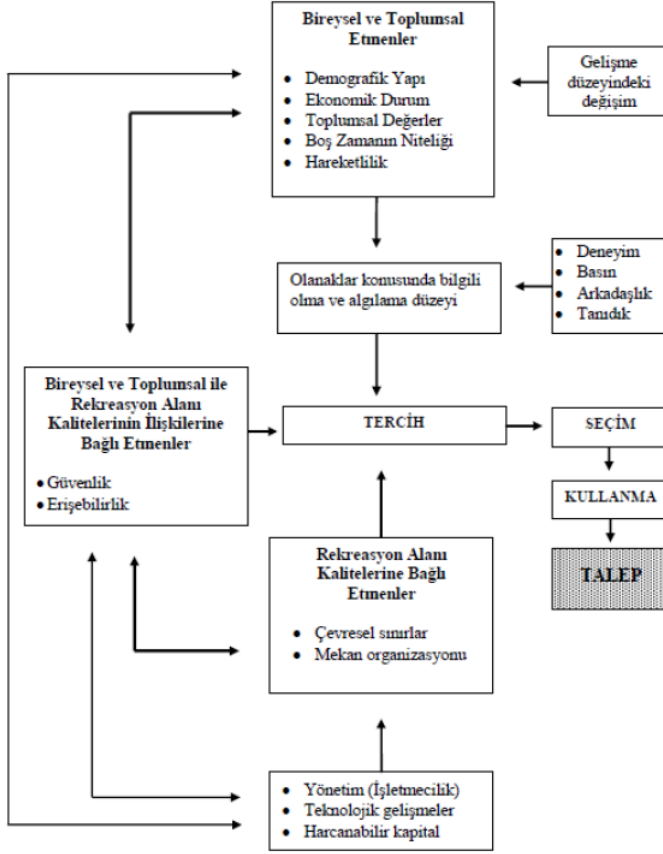 Bireysel ve Toplumsal
Etmenler
• Demografik Yapı
• Ekonomik Durum
• Toplumsal Değerler
• Boş Zamanın Niteliği
• Hareketlilik
Gelişme
düzeyindeki
değişim
Olanaklar konusunda bilgili
olma ve algılama düzeyi
• Deneyim
• Basın
• Arkadaşlık
• Tanıdık
Bireysel ve Toplumsal ile
Rekreasyon Alanı
Kalitelerinin İlişkilerine
Bağlı Etmenler
• Güvenlik
• Erişebilirlik
TERCİH
SEÇİM
KULLANMA
TALEP
Rekreasyon Alanı
Kalitelerine Bağlı
Etmenler
• Çevresel sınırlar
• Mekan organizasyonu
• Yönetim (İşletmecilik)
• Teknolojik gelişmeler
• Harcanabilir kapital